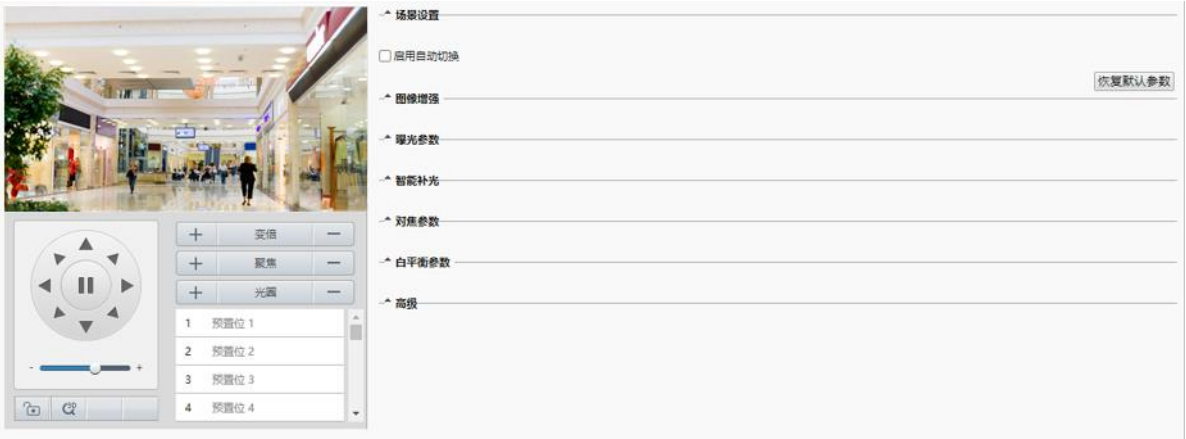 场景设置
启用自动切换
恢复默认参数
图像增强
曝光参数
智能补光
对焦参数
白平衡参数
高级
+ 变倍 −
+ 聚焦 −
+ 光圈 −
- +
1 预置位 1
2 预置位 2
3 预置位 3
4 预置位 4
3D